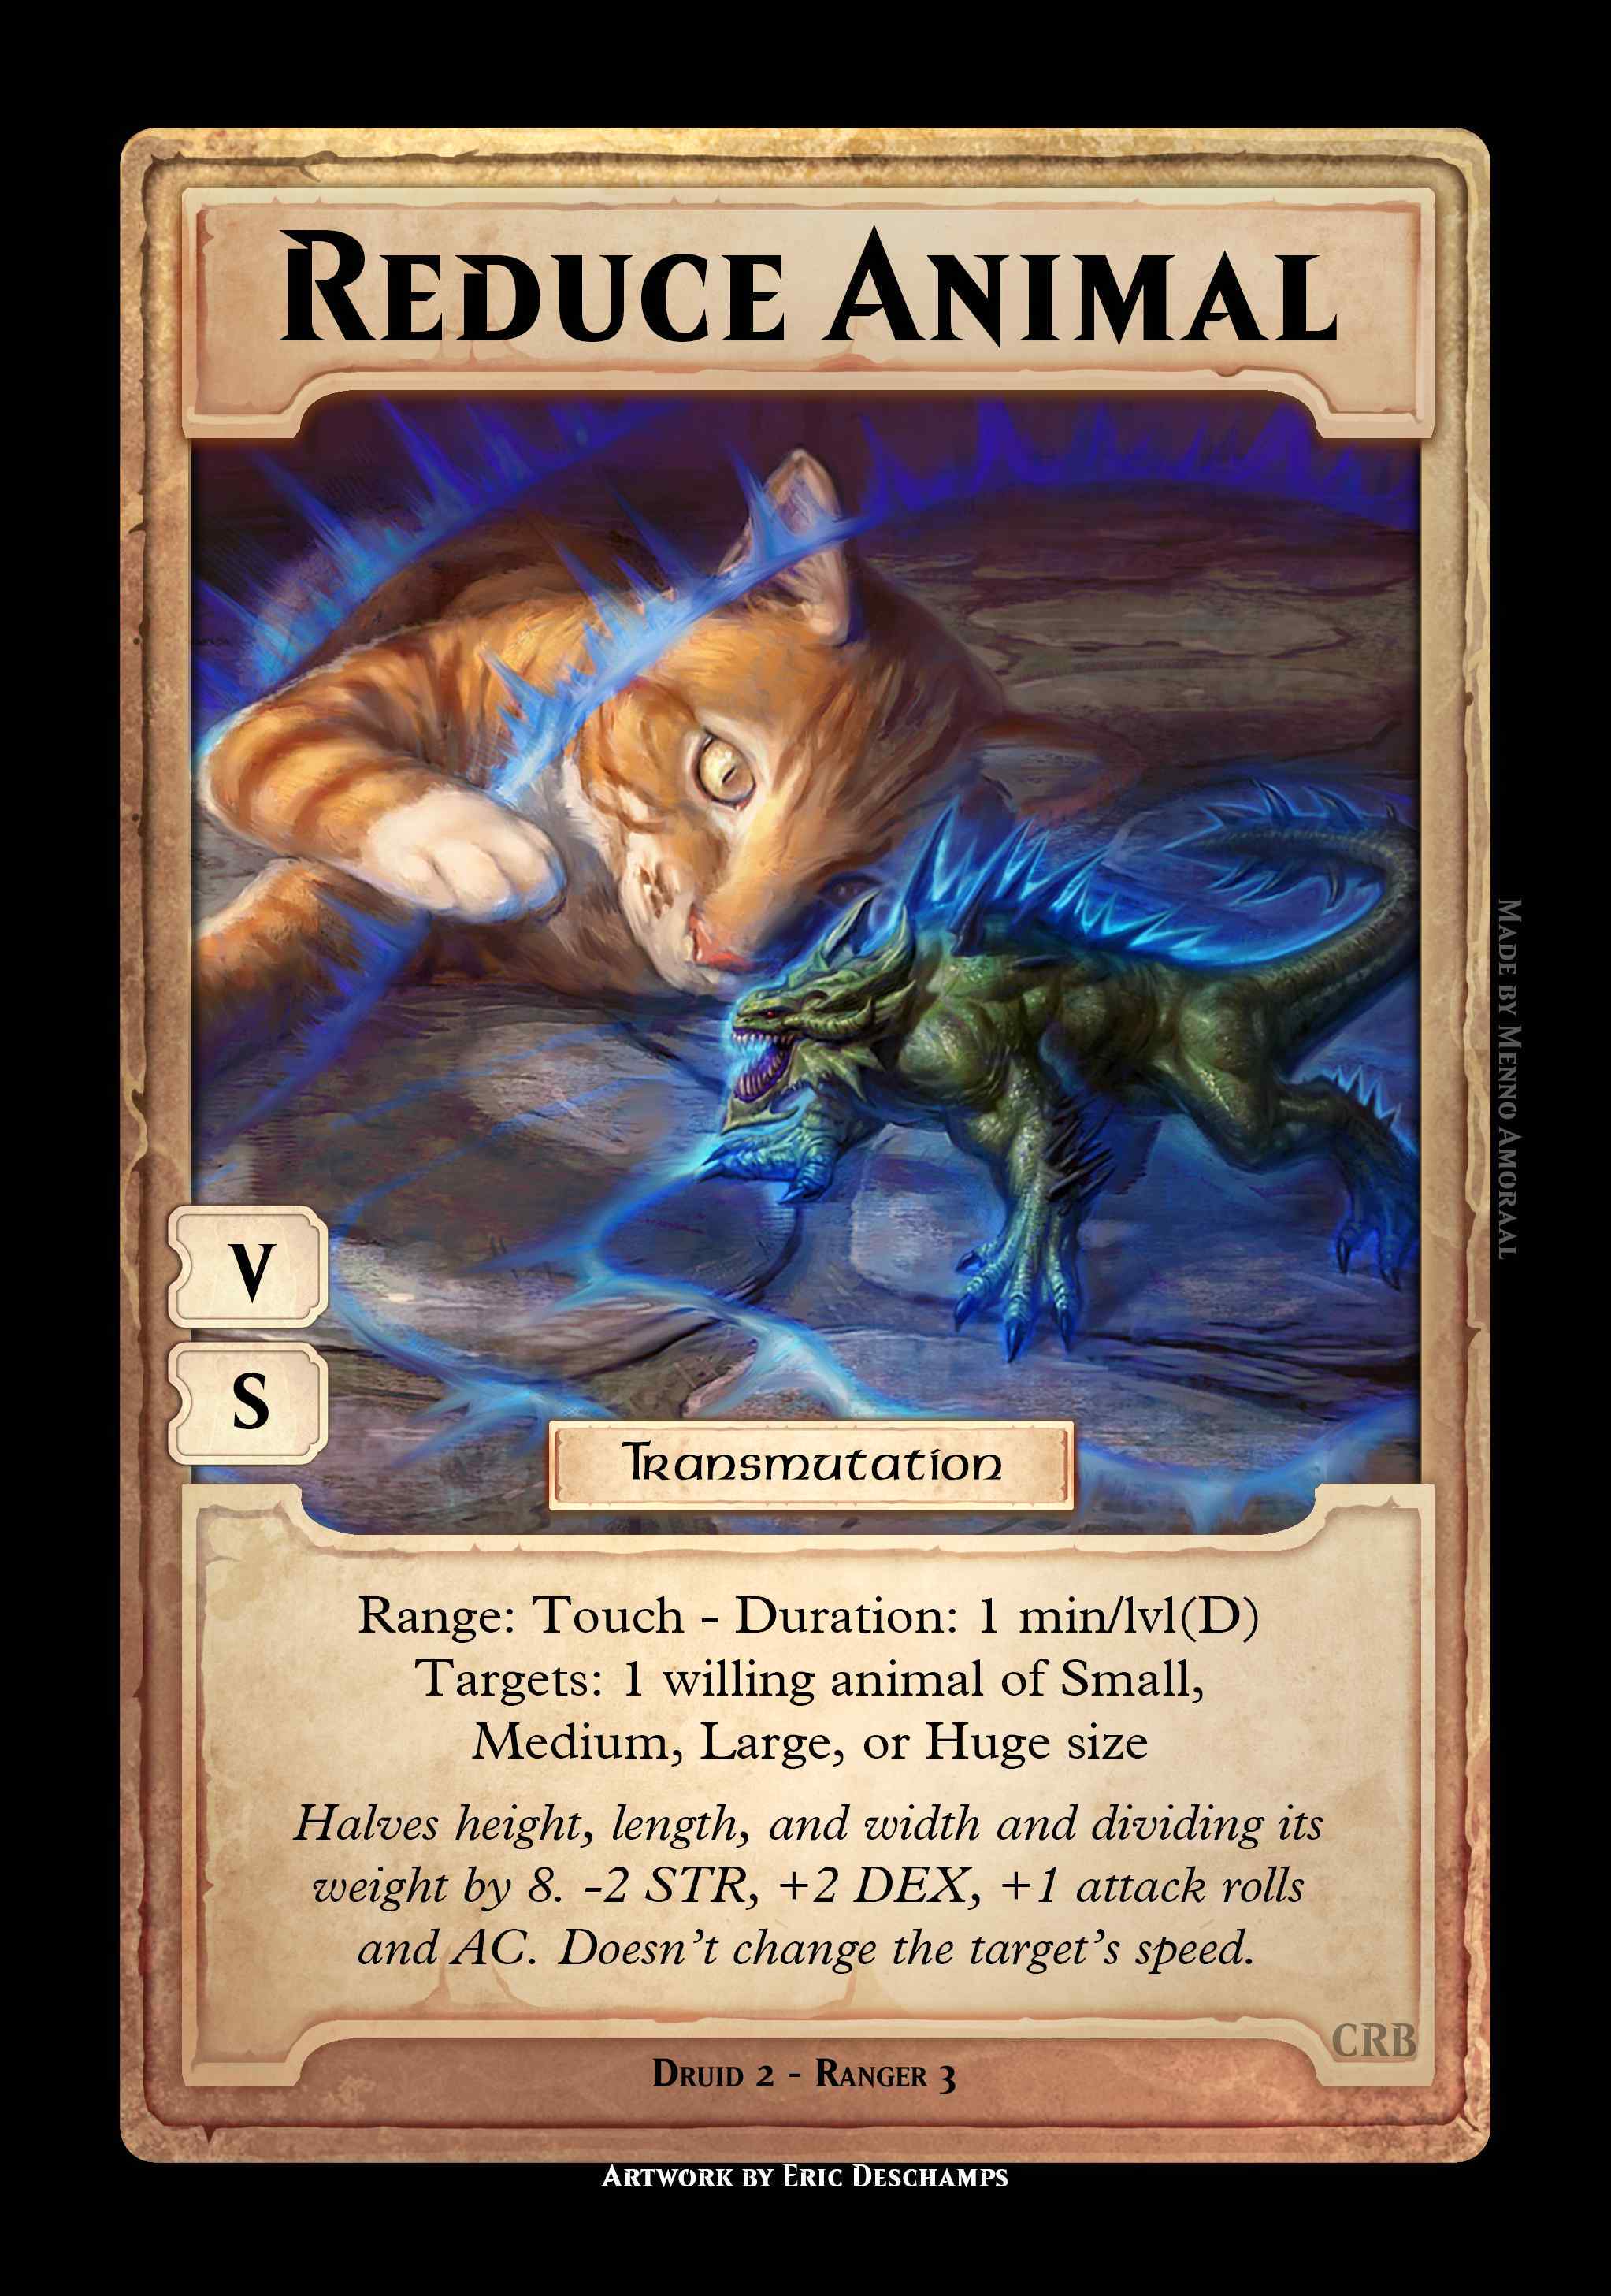 Reduce Animal
Made by Menno Amoraal
V
S
Transmutation
Range: Touch - Duration: 1 min/lvl(D)
Targets: 1 willing animal of Small,
Medium, Large, or Huge size
Halves height, length, and width and dividing its
weight by 8. -2 STR, +2 DEX, +1 attack rolls
and AC. Doesn't change the target's speed.
CRB
Druid 2 - Ranger 3
Artwork by Eric Deschamps